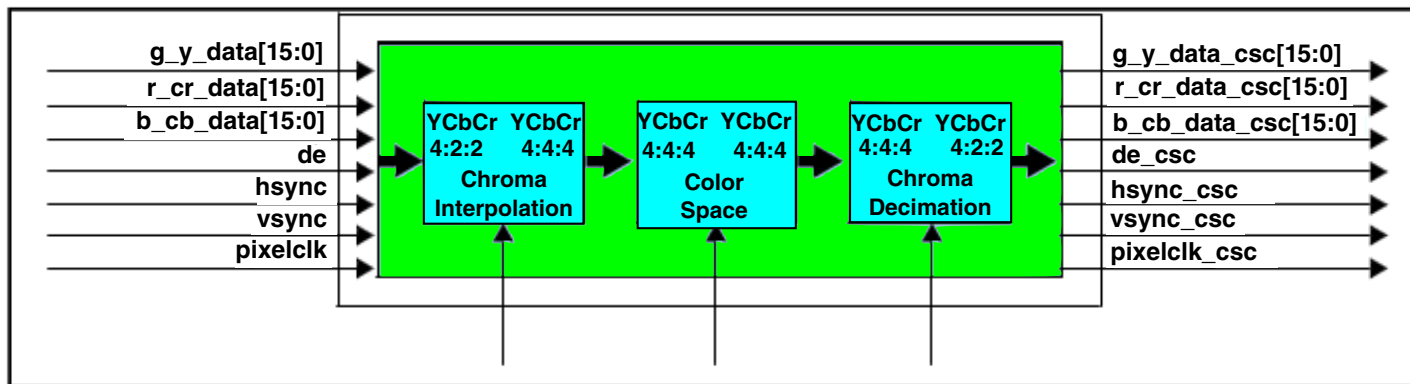 g_y_data[15:0]
r_cr_data[15:0]
b_cb_data[15:0]
de
hsync
vsync
pixelclk
YCbCr YCbCr
4:2:2 4:4:4
Chroma
Interpolation
YCbCr YCbCr
4:4:4 4:4:4
Color
Space
YCbCr YCbCr
4:4:4 4:2:2
Chroma
Decimation
g_y_data_csc[15:0]
r_cr_data_csc[15:0]
b_cb_data_csc[15:0]
de_csc
hsync_csc
vsync_csc
pixelclk_csc